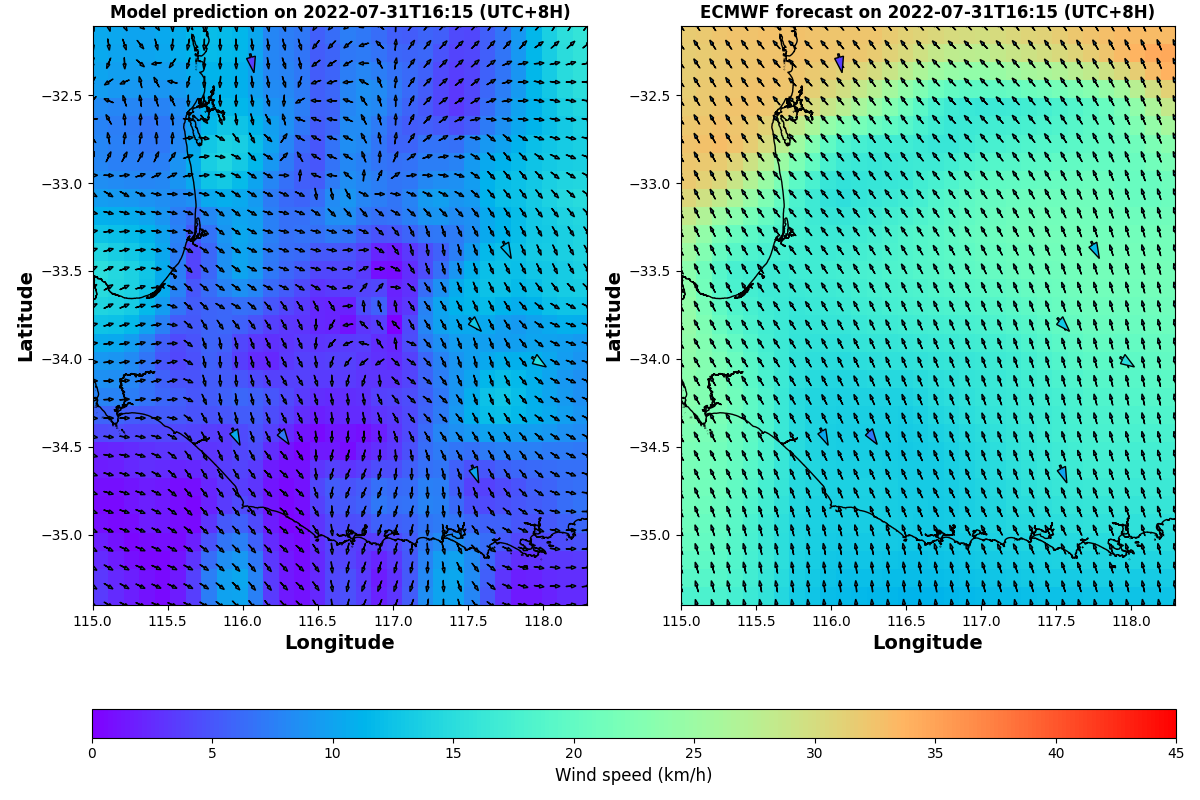 Model prediction on 2022-07-31T16:15 (UTC+8H)
ECMWF forecast on 2022-07-31T16:15 (UTC+8H)
−32.5
−33.0
−33.5
−34.0
−34.5
−35.0
Latitude
115.0 115.5 116.0 116.5 117.0 117.5 118.0
Longitude
−32.5
−33.0
−33.5
−34.0
−34.5
−35.0
Latitude
115.0 115.5 116.0 116.5 117.0 117.5 118.0
Longitude
0 5 10 15 20 25 30 35 40 45
Wind speed (km/h)